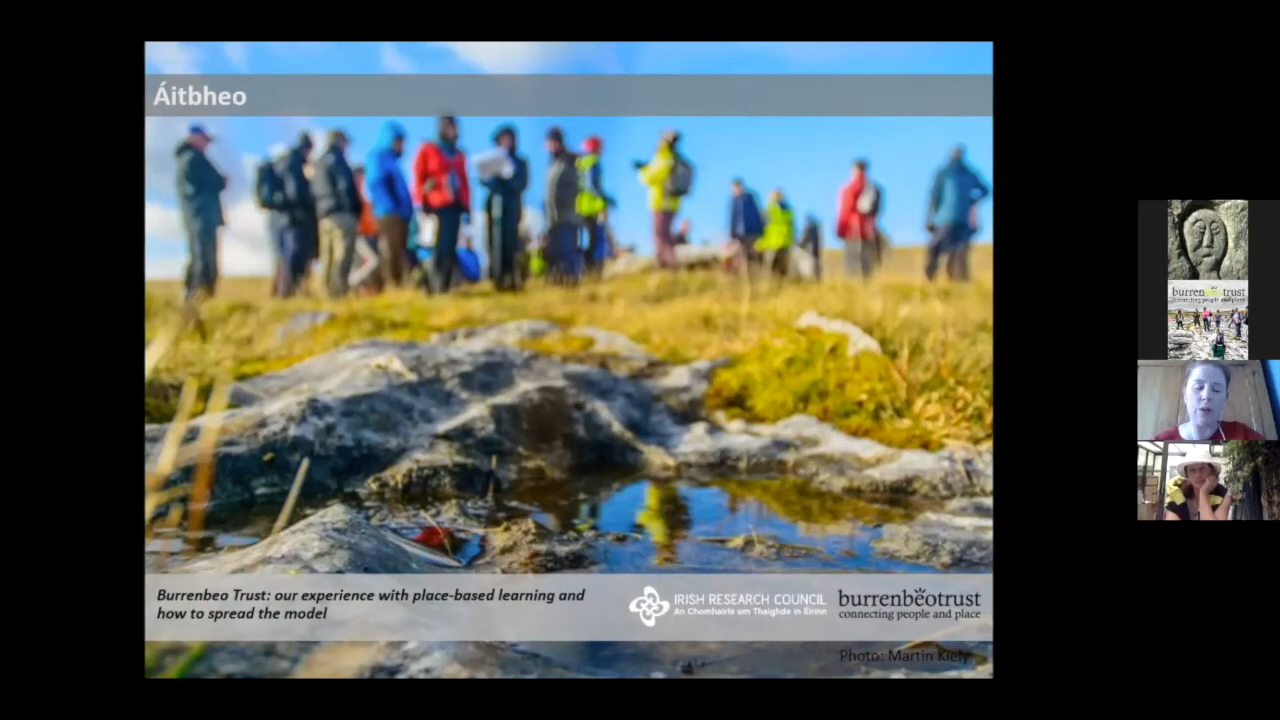 Áitbheo
Burrenbeo Trust: our experience with place-based learning and
how to spread the model
IRISH RESEARCH COUNCIL
An Chomhairle um Thaighde in Éirinn
burrenbeotrust
connecting people and place
Photo: Martin Kiely
burrenbeotrust
connecting people and place